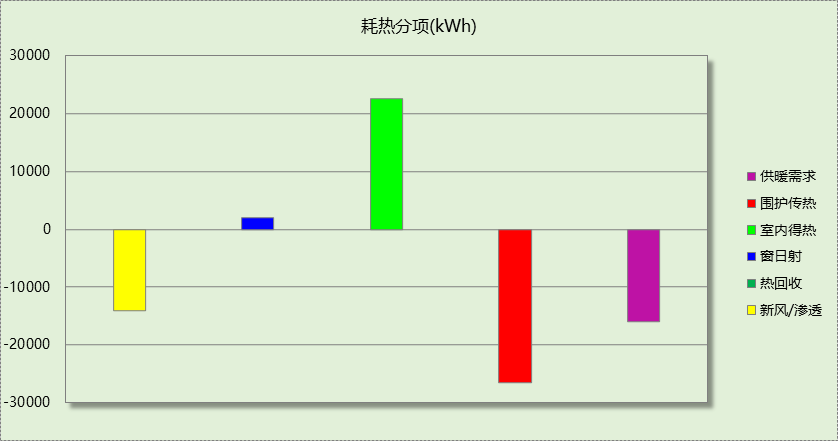 耗热分项(kWh)
30000
20000
10000
0
-10000
-20000
-30000
供暖需求
围护传热
室内得热
窗日射
热回收
新风/渗透